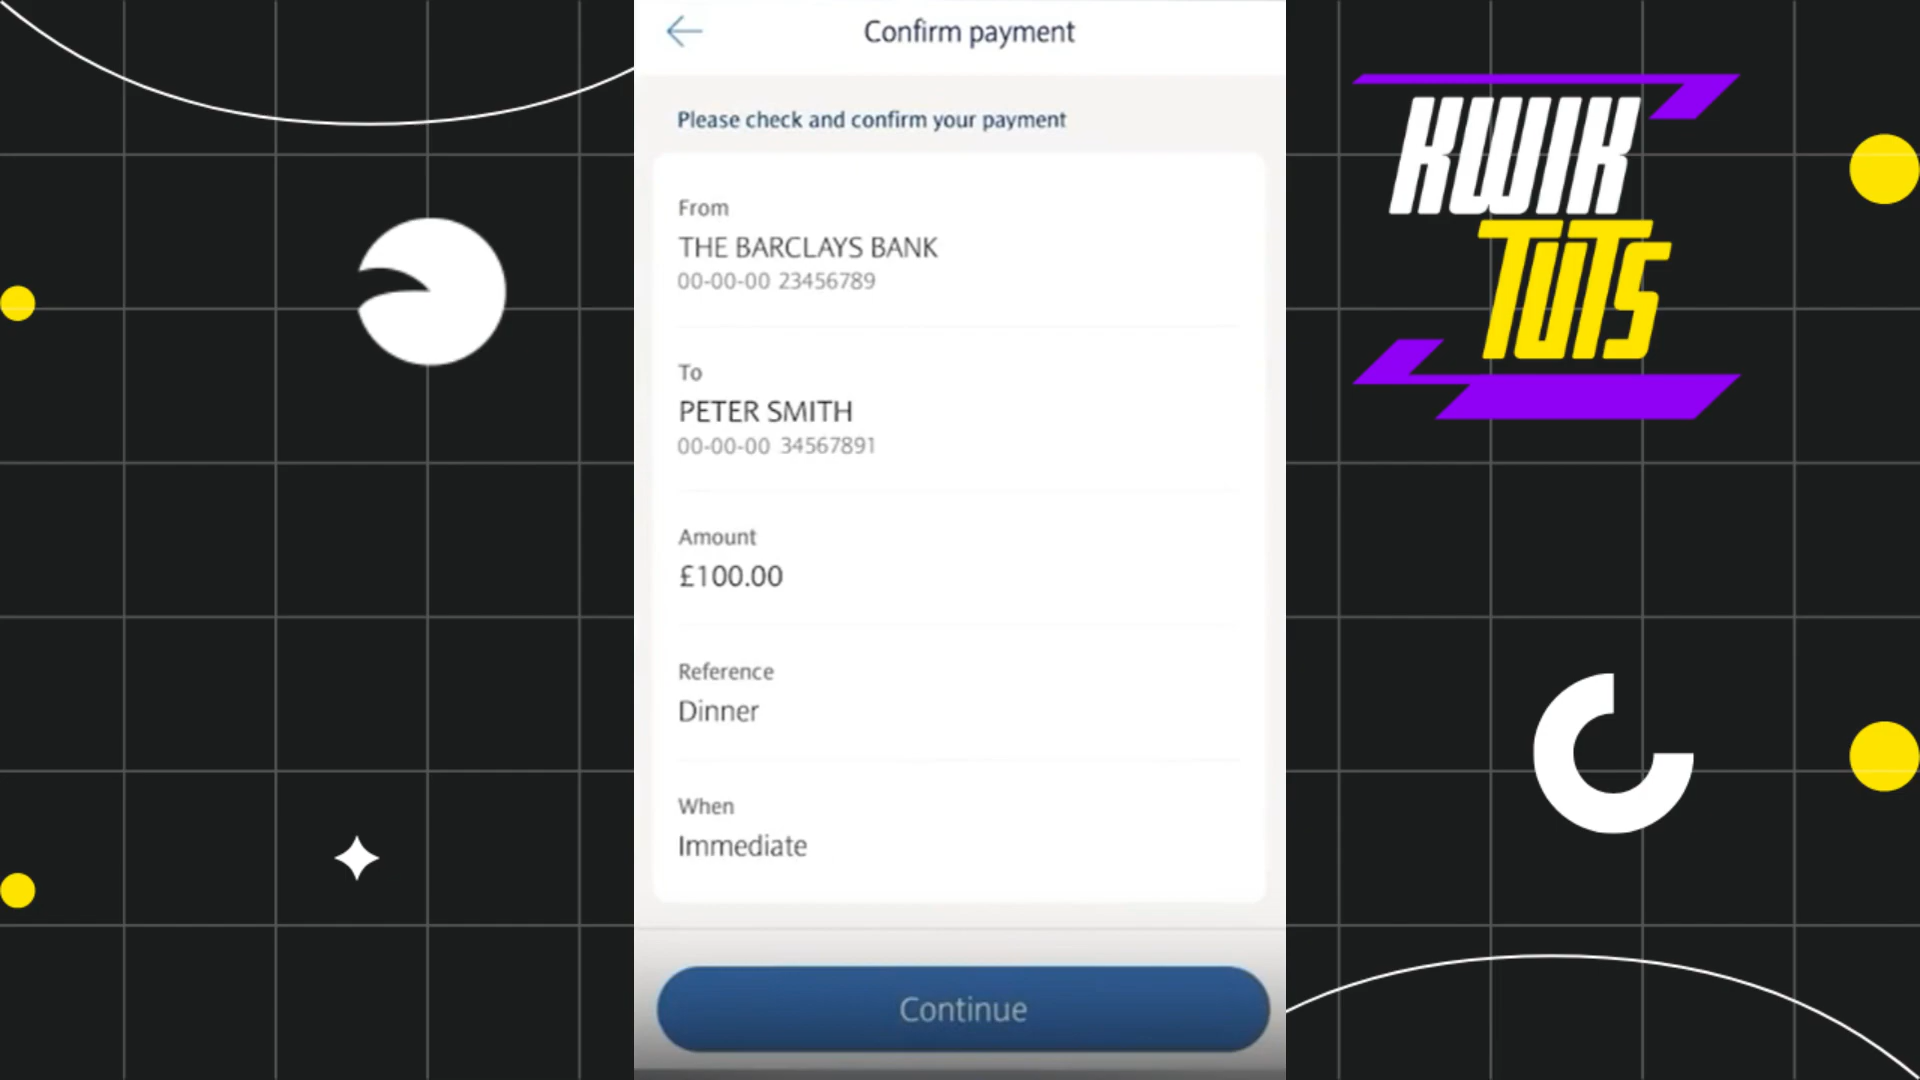 Confirm payment
Please check and confirm your payment
From
THE BARCLAYS BANK
00-00-00 23456789
To
PETER SMITH
00-00-00 34567891
Amount
£100.00
Reference
Dinner
When
Immediate
Continue
KWIK
TUTS